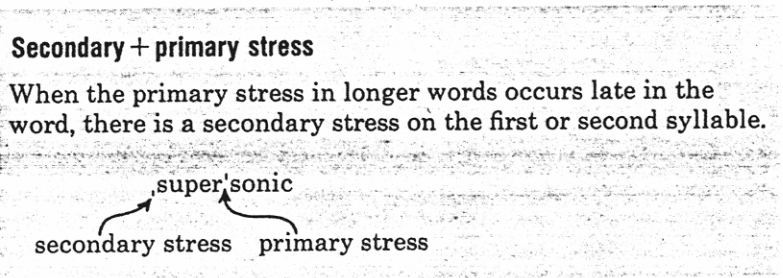 Secondary + primary stress
When the primary stress in longer words occurs late in the
word, there is a secondary stress on the first or second syllable.
ˌsuperˈsonic
secondary stress primary stress